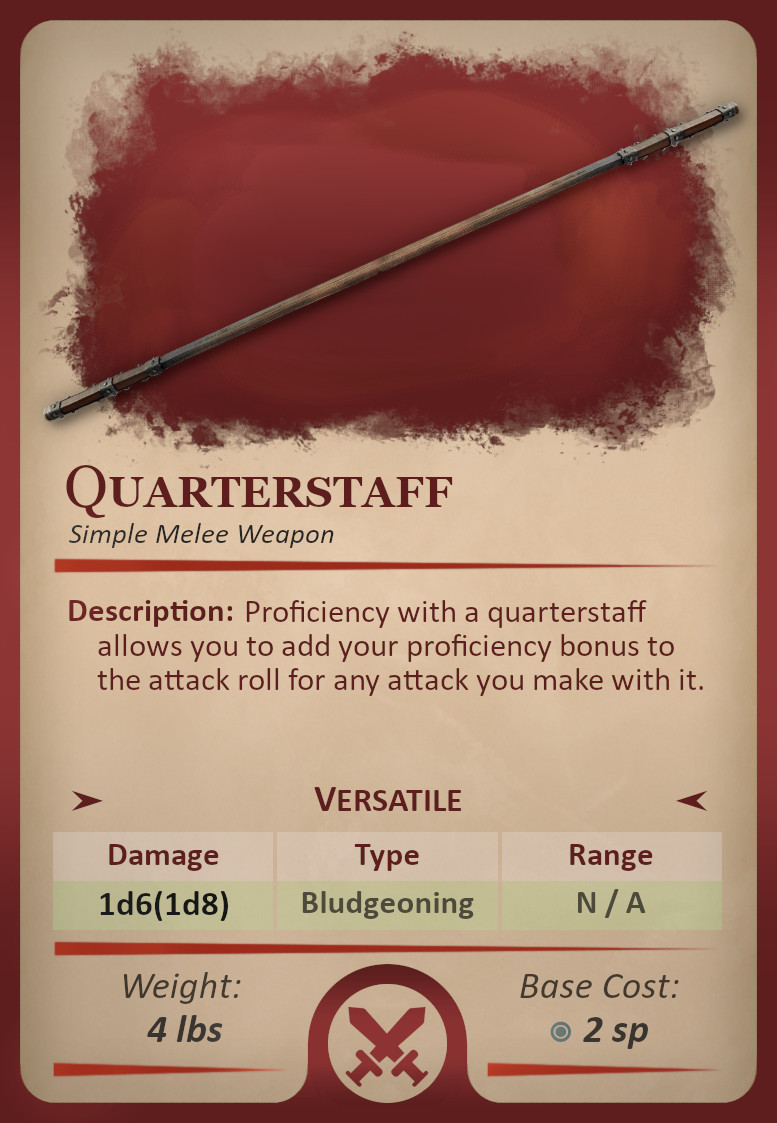 Quarterstaff
Simple Melee Weapon
Description: Proficiency with a quarterstaff
allows you to add your proficiency bonus to
the attack roll for any attack you make with it.
Versatile
Damage Type Range
1d6(1d8) Bludgeoning N / A
Weight: Base Cost:
4 lbs 2 sp